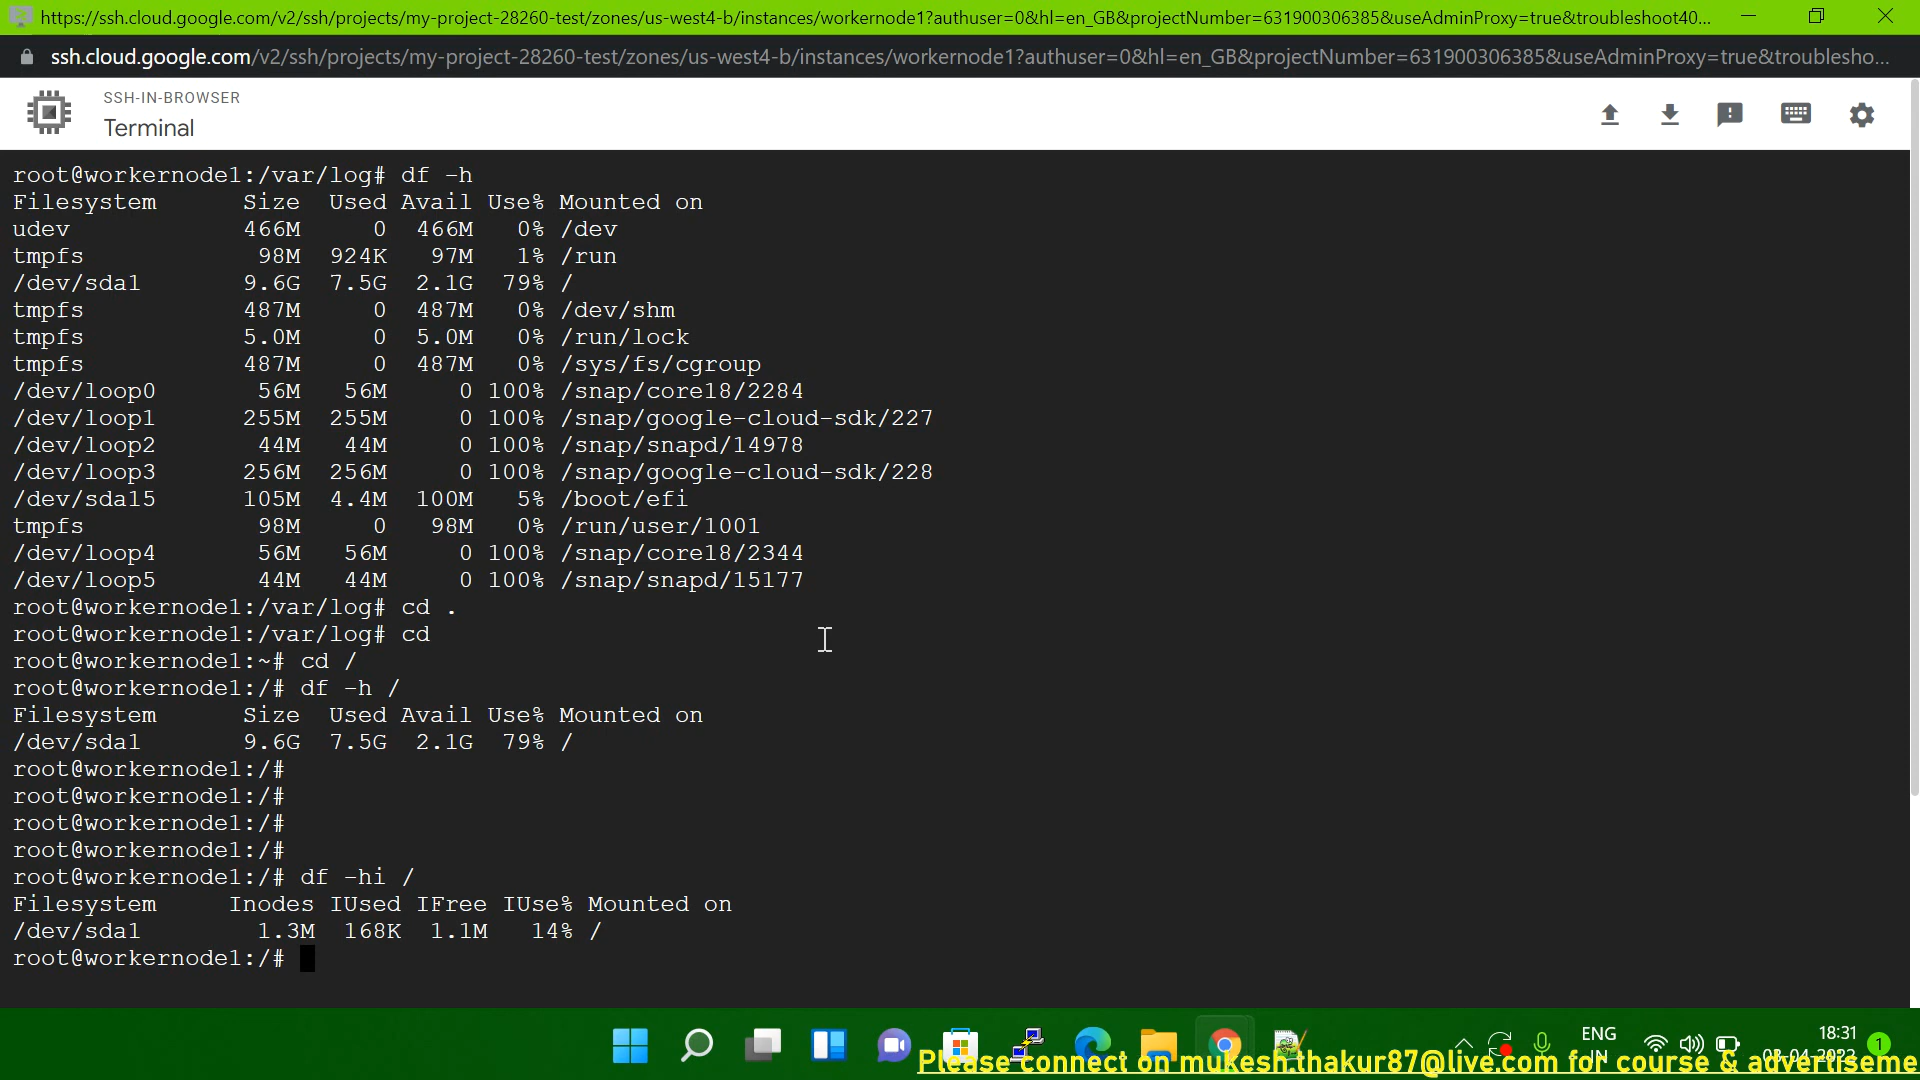 https://ssh.cloud.google.com/v2/ssh/projects/my-project-28260-test/zones/us-west4-b/instances/workernode1?authuser=0&hl=en_GB&projectNumber=631900306385&useAdminProxy=true&troubleshoot40...
ssh.cloud.google.com/v2/ssh/projects/my-project-28260-test/zones/us-west4-b/instances/workernode1?authuser=0&hl=en_GB&projectNumber=631900306385&useAdminProxy=true&troublesho...
SSH-IN-BROWSER
Terminal
root@workernode1:/var/log# df -h
Filesystem      Size  Used Avail Use% Mounted on
udev            466M     0  466M   0% /dev
tmpfs            98M  924K   97M   1% /run
/dev/sda1       9.6G  7.5G  2.1G  79% /
tmpfs           487M     0  487M   0% /dev/shm
tmpfs           5.0M     0  5.0M   0% /run/lock
tmpfs           487M     0  487M   0% /sys/fs/cgroup
/dev/loop0       56M   56M     0 100% /snap/core18/2284
/dev/loop1      255M  255M     0 100% /snap/google-cloud-sdk/227
/dev/loop2       44M   44M     0 100% /snap/snapd/14978
/dev/loop3      256M  256M     0 100% /snap/google-cloud-sdk/228
/dev/sda15      105M  4.4M  100M   5% /boot/efi
tmpfs            98M     0   98M   0% /run/user/1001
/dev/loop4       56M   56M     0 100% /snap/core18/2344
/dev/loop5       44M   44M     0 100% /snap/snapd/15177
root@workernode1:/var/log# cd .
root@workernode1:/var/log# cd
root@workernode1:~# cd /
root@workernode1:/# df -h /
Filesystem      Size  Used Avail Use% Mounted on
/dev/sda1       9.6G  7.5G  2.1G  79% /
root@workernode1:/#
root@workernode1:/#
root@workernode1:/#
root@workernode1:/#
root@workernode1:/# df -hi /
Filesystem     Inodes IUsed IFree IUse% Mounted on
/dev/sda1        1.3M  168K  1.1M   14% /
root@workernode1:/#
ENG
IN
18:31
1
Please connect on mukesh.thakur87@live.com for course & advertiseme